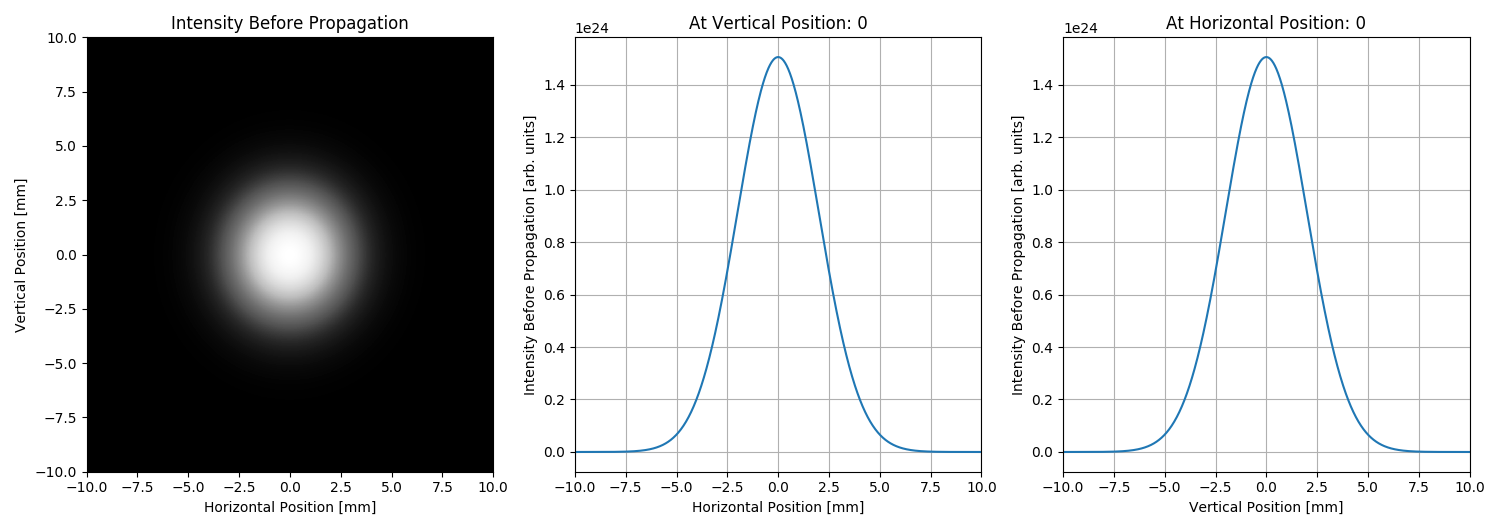 Intensity Before Propagation
10.0
7.5
5.0
2.5
0.0
−2.5
−5.0
−7.5
−10.0
Vertical Position [mm]
−10.0 −7.5 −5.0 −2.5 0.0 2.5 5.0 7.5 10.0
Horizontal Position [mm]
At Vertical Position: 0
1e24
1.4
1.2
1.0
0.8
0.6
0.4
0.2
0.0
Intensity Before Propagation [arb. units]
−10.0 −7.5 −5.0 −2.5 0.0 2.5 5.0 7.5 10.0
Horizontal Position [mm]
At Horizontal Position: 0
1e24
1.4
1.2
1.0
0.8
0.6
0.4
0.2
0.0
Intensity Before Propagation [arb. units]
−10.0 −7.5 −5.0 −2.5 0.0 2.5 5.0 7.5 10.0
Vertical Position [mm]